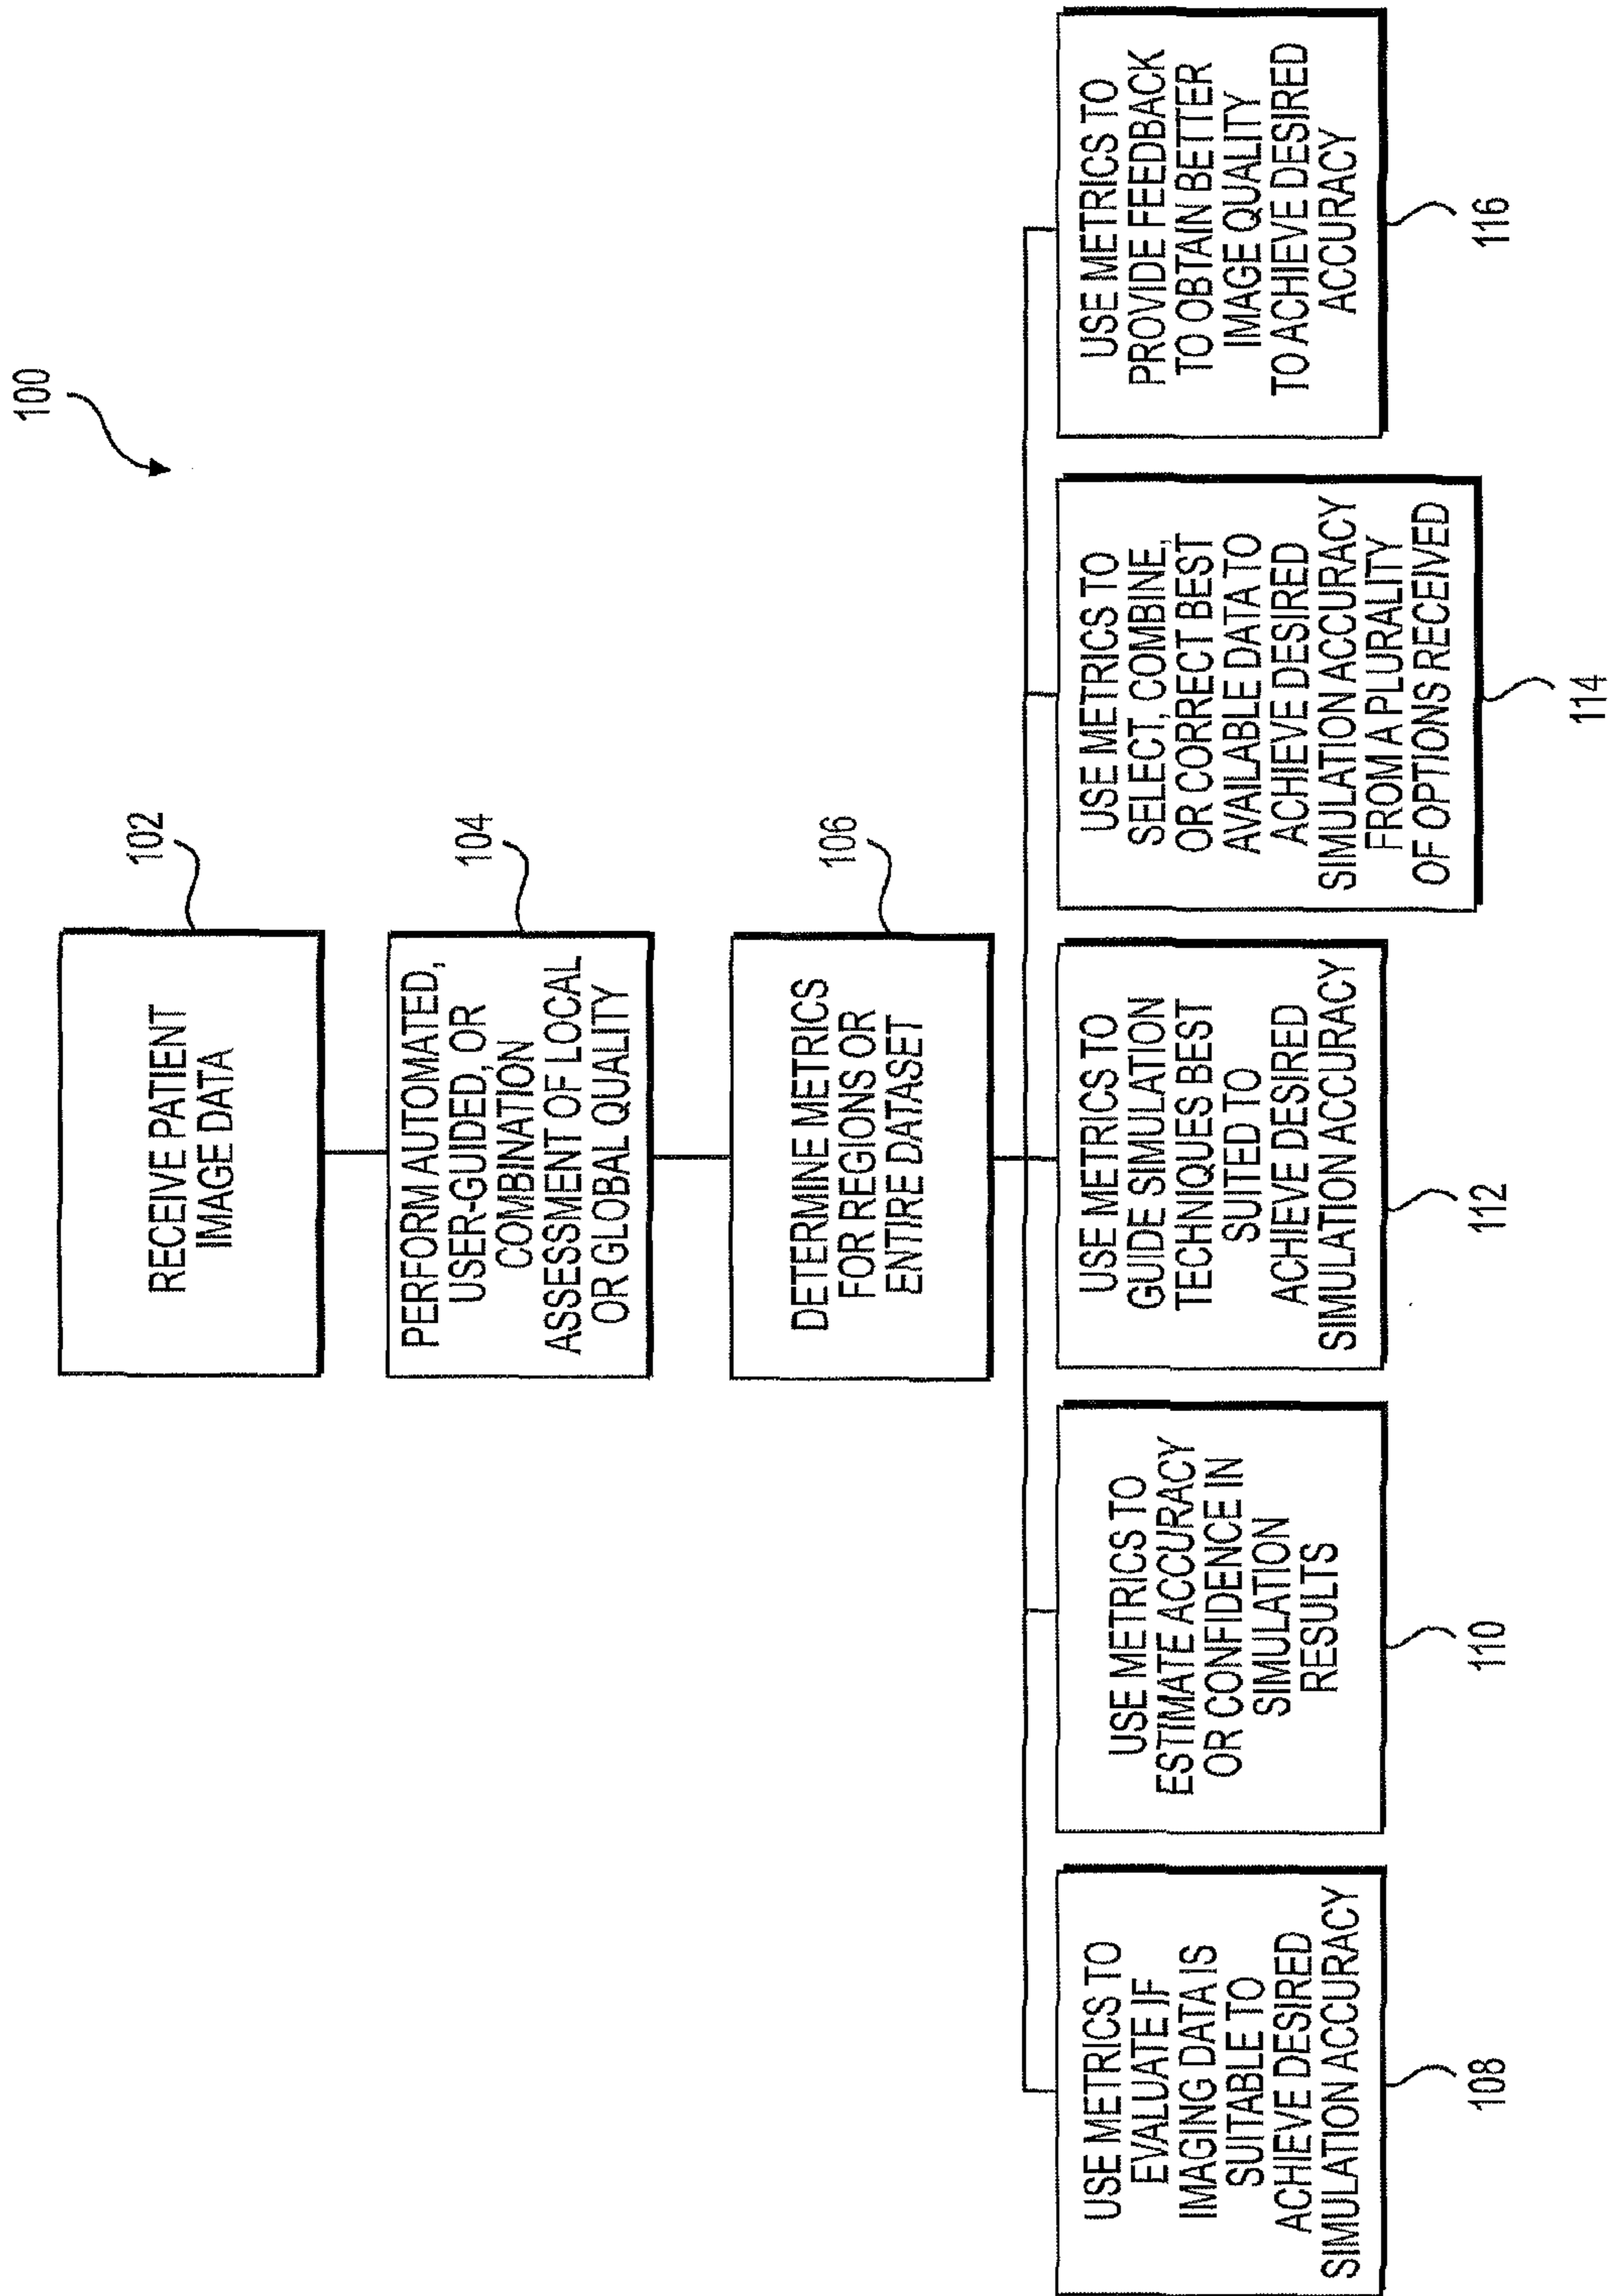 100
RECEIVE PATIENT
IMAGE DATA
102
PERFORM AUTOMATED,
USER-GUIDED, OR
COMBINATION
ASSESSMENT OF LOCAL
OR GLOBAL QUALITY
104
DETERMINE METRICS
FOR REGIONS OR
ENTIRE DATASET
106
USE METRICS TO
EVALUATE IF
IMAGING DATA IS
SUITABLE TO
ACHIEVE DESIRED
SIMULATION ACCURACY
108
USE METRICS TO
ESTIMATE ACCURACY
OR CONFIDENCE IN
SIMULATION
RESULTS
110
USE METRICS TO
GUIDE SIMULATION
TECHNIQUES BEST
SUITED TO
ACHIEVE DESIRED
SIMULATION ACCURACY
112
USE METRICS TO
SELECT, COMBINE,
OR CORRECT BEST
AVAILABLE DATA TO
ACHIEVE DESIRED
SIMULATION ACCURACY
FROM A PLURALITY
OF OPTIONS RECEIVED
114
USE METRICS TO
PROVIDE FEEDBACK
TO OBTAIN BETTER
IMAGE QUALITY
TO ACHIEVE DESIRED
ACCURACY
116